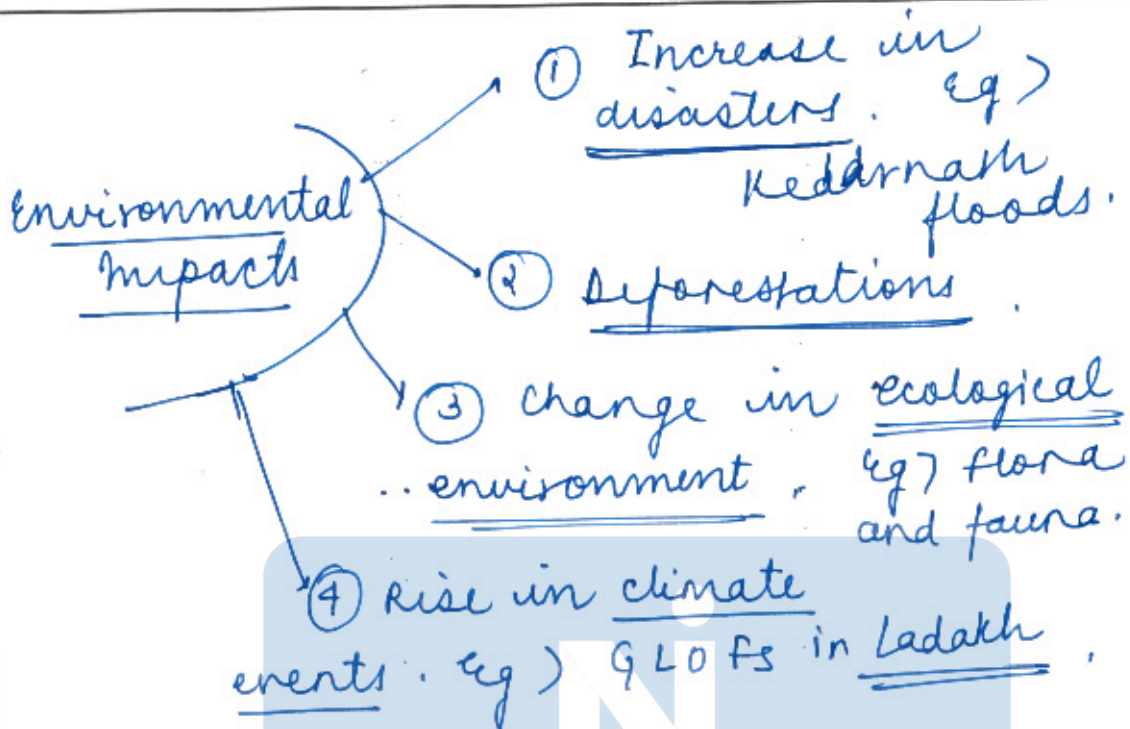 ① Increase in
disasters. Eg>
Kedarnath
floods.
Environmental
Impacts
② Deforestations.
③ Change in ecological
environment. Eg> flora
and fauna.
④ Rise in climate
events. Eg> GLOFs in Ladakh.